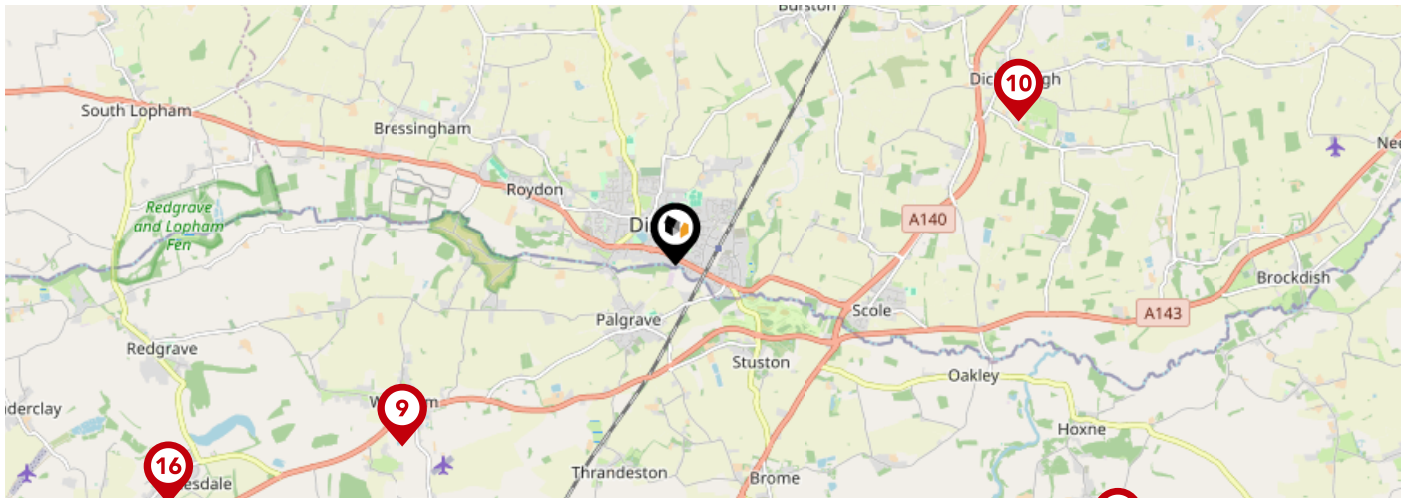 Burston
South Lopham
Bressingham
10
Roydon
Redgrave
and Lopham
Fen
A140
Brockdish
A143
Scole
Palgrave
Redgrave
Stuston
Oakley
9
Hoxne
16
Thrandeston
Brome